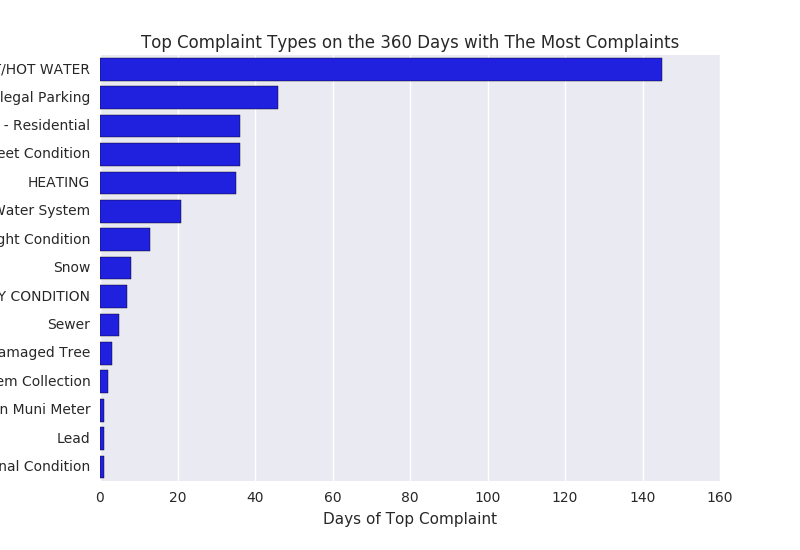 Top Complaint Types on the 360 Days with The Most Complaints
/HOT WATER
legal Parking
- Residential
eet Condition
HEATING
Water System
ght Condition
Snow
Y CONDITION
Sewer
amaged Tree
em Collection
n Muni Meter
Lead
nal Condition
0 20 40 60 80 100 120 140 160
Days of Top Complaint